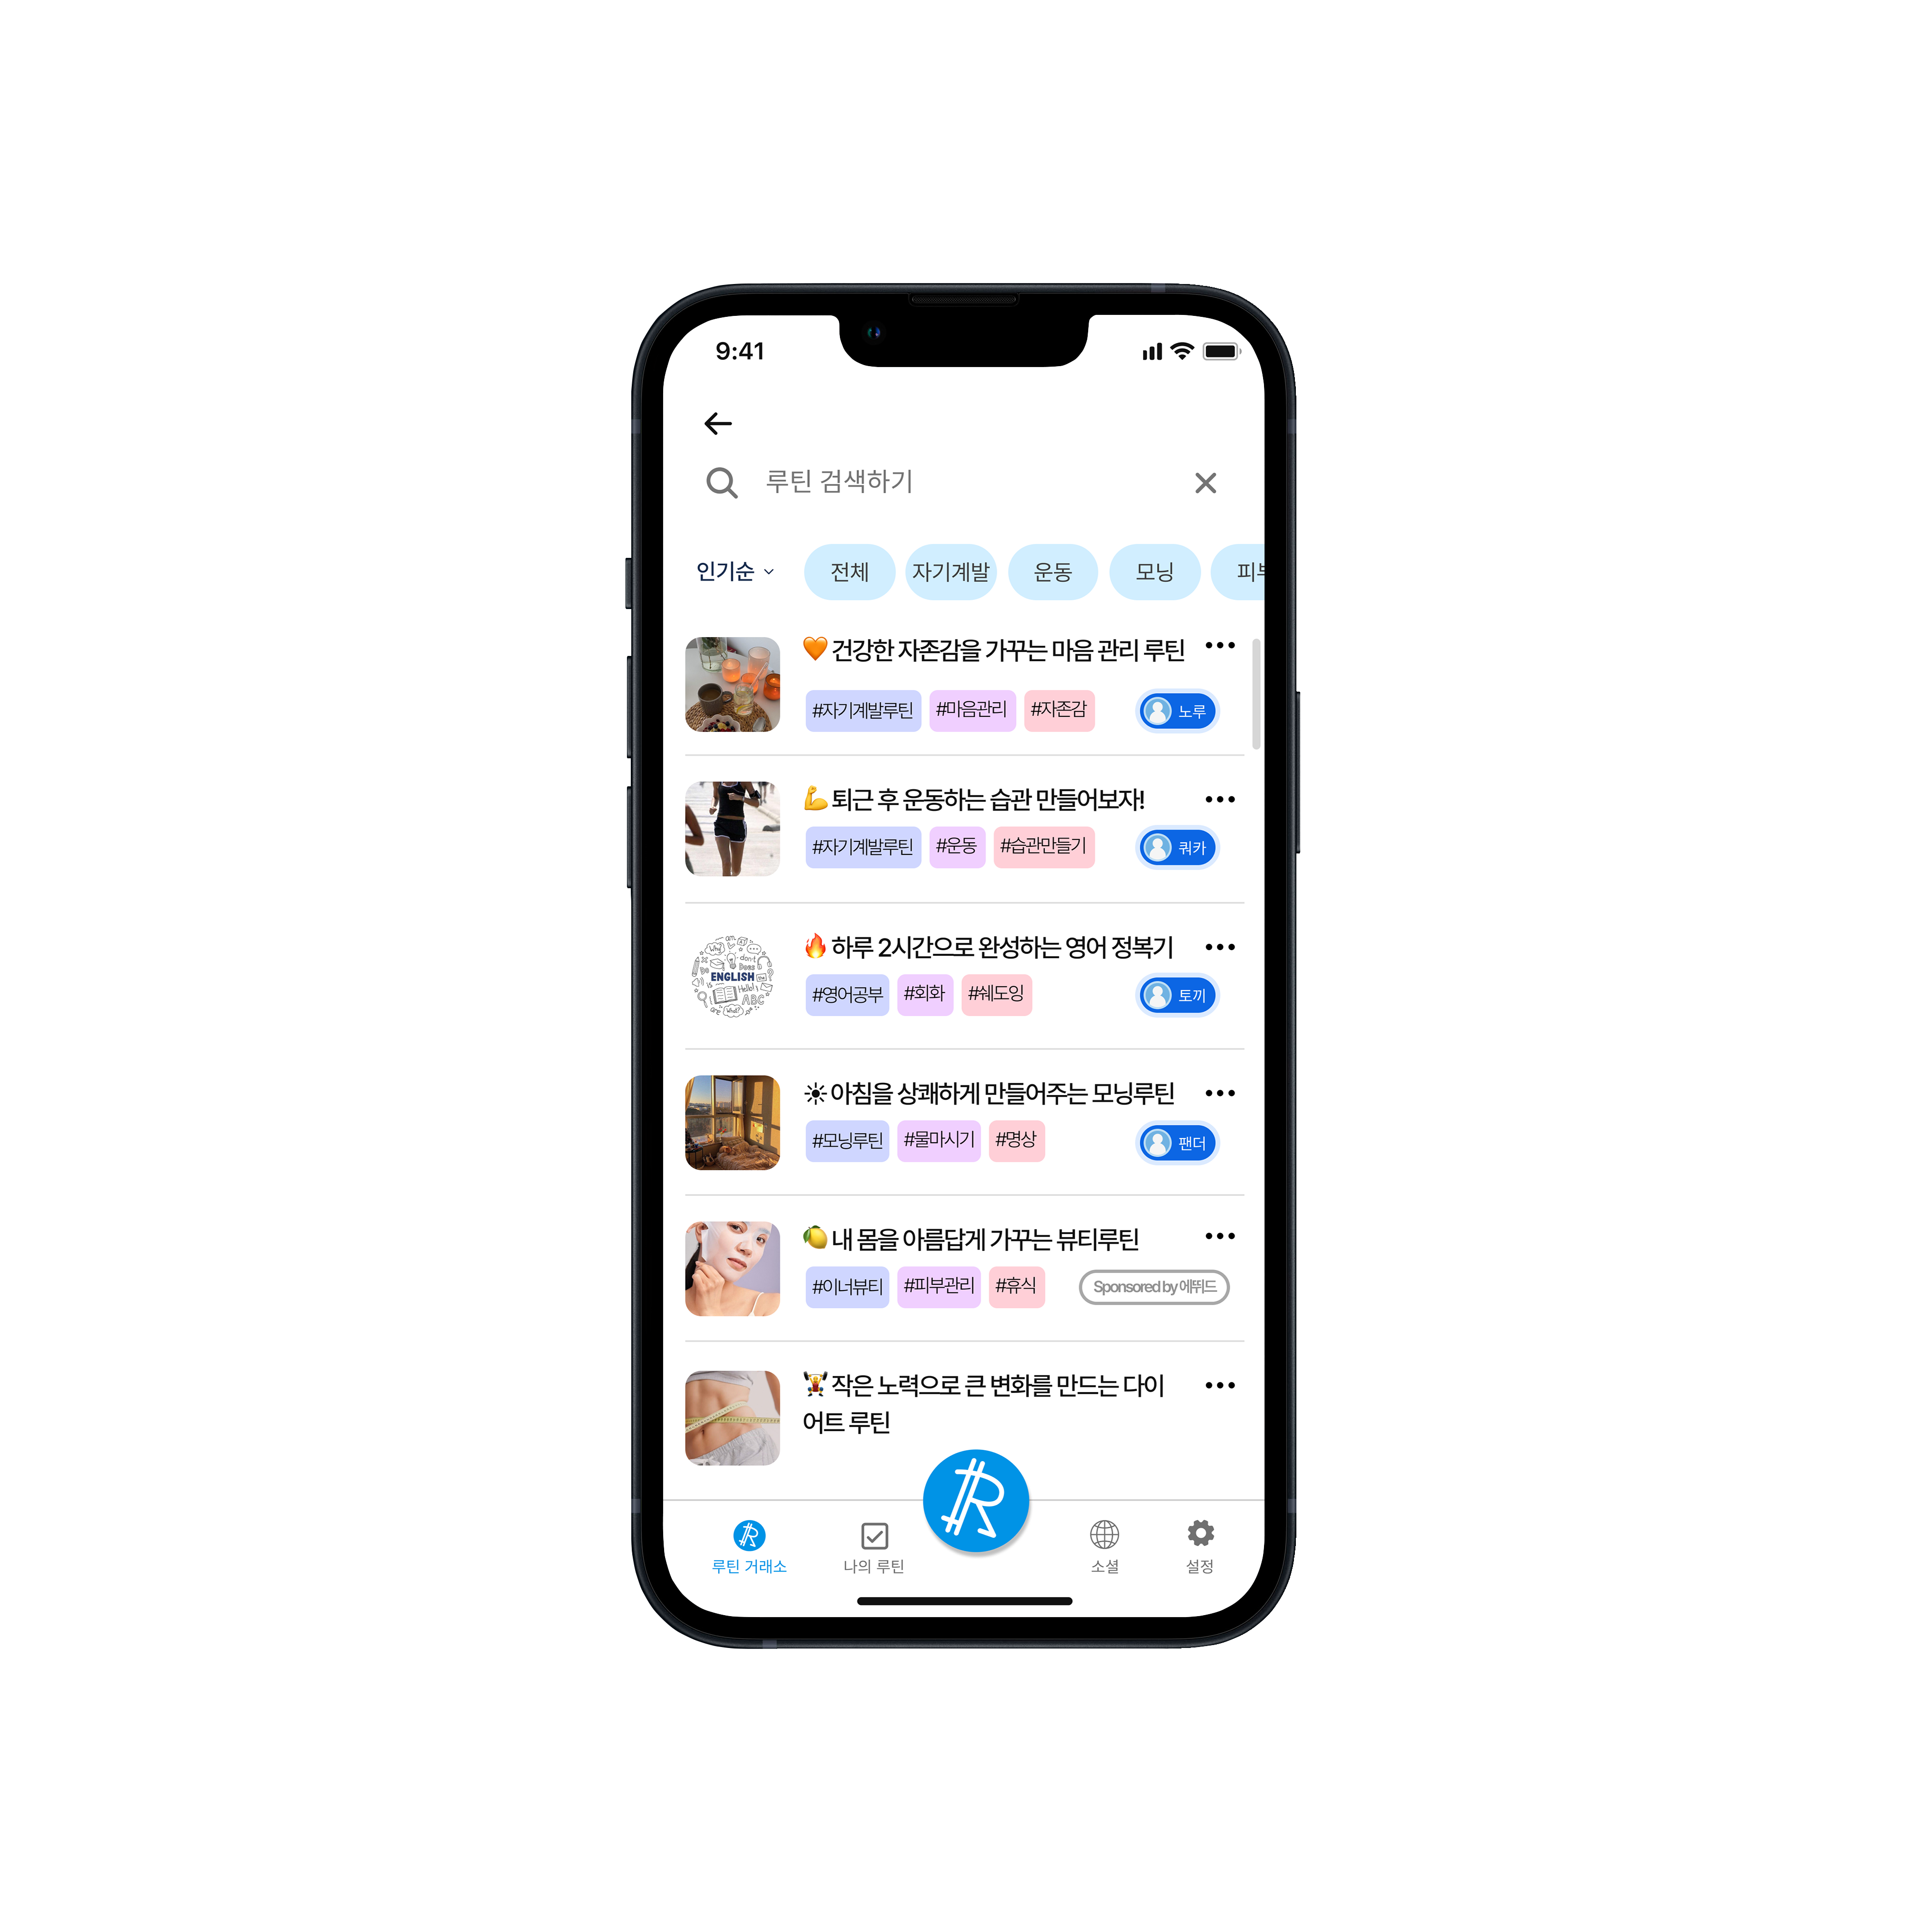 9:41
루틴 검색하기
인기순 전체 자기계발 운동 모닝 피부
🧡 건강한 자존감을 가꾸는 마음 관리 루틴
#자기계발루틴 #마음관리 #자존감 노루
💪 퇴근 후 운동하는 습관 만들어보자!
#자기계발루틴 #운동 #습관만들기 쿼카
🔥 하루 2시간으로 완성하는 영어 정복기
ENGLISH
#영어공부 #회화 #쉐도잉 토끼
☀ 아침을 상쾌하게 만들어주는 모닝루틴
#모닝루틴 #물마시기 #명상 팬더
🍋 내 몸을 아름답게 가꾸는 뷰티루틴
#이너뷰티 #피부관리 #휴식 Sponsored by 에뛰드
🏋 작은 노력으로 큰 변화를 만드는 다이
어트 루틴
루틴 거래소 나의 루틴 소셜 설정